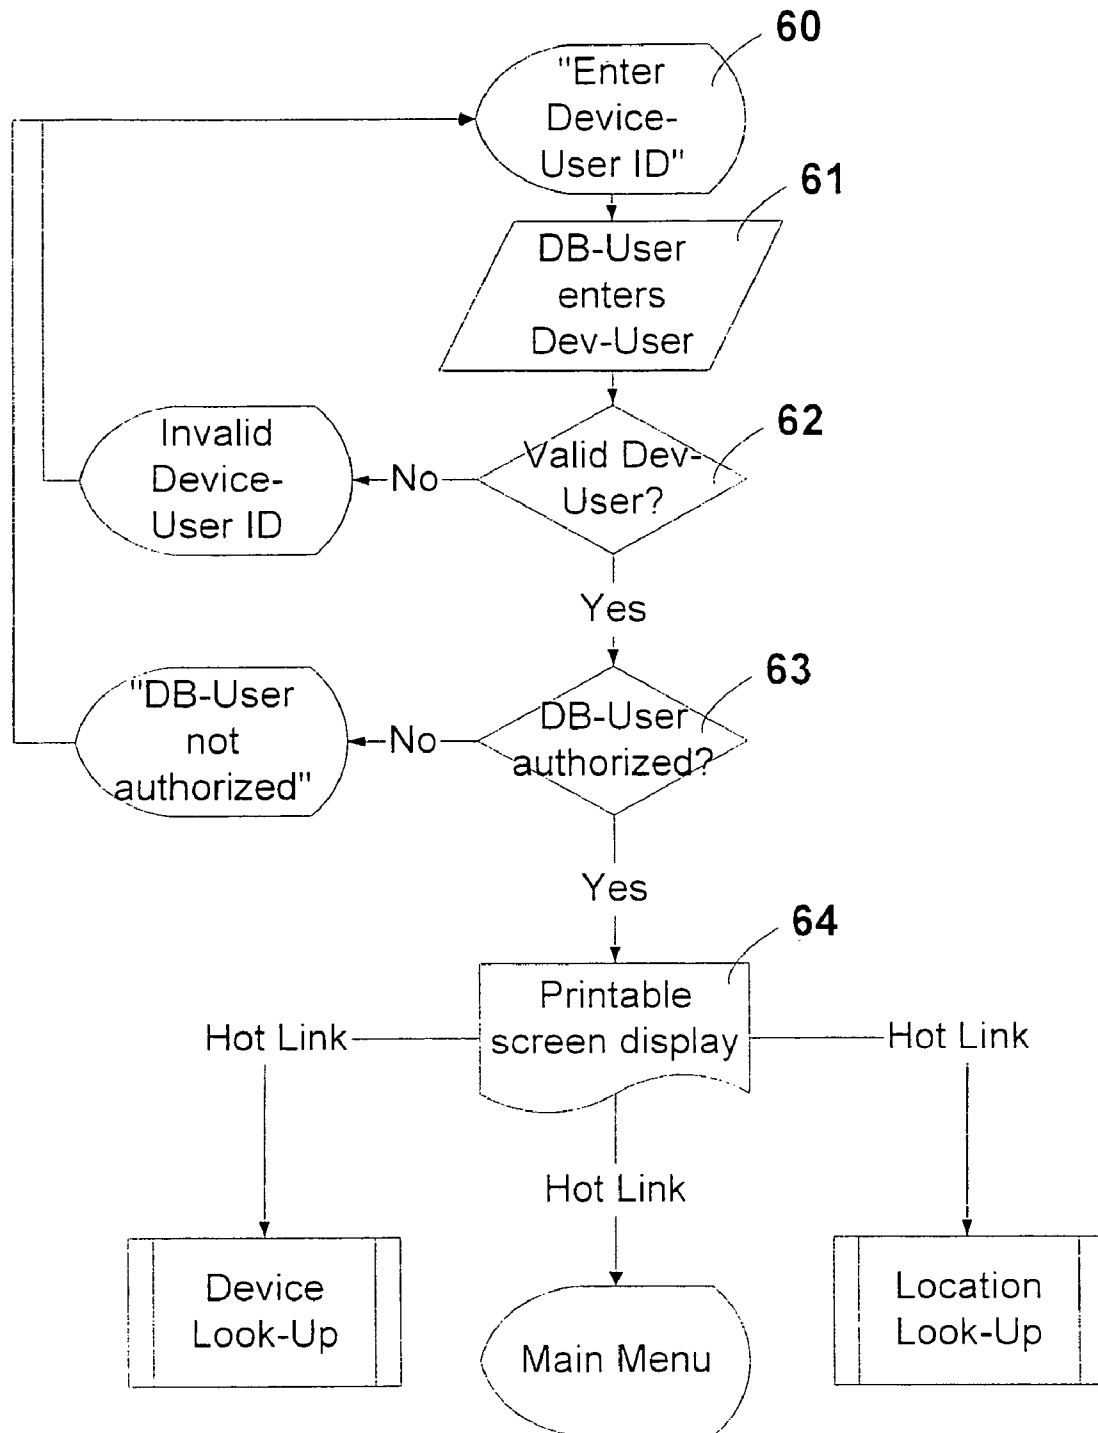 60
"Enter
Device-
User ID"
61
DB-User
enters
Dev-User
62
Valid Dev-
User?
No
Invalid
Device-
User ID
Yes
63
DB-User
authorized?
No
"DB-User
not
authorized"
Yes
64
Printable
screen display
Hot Link
Hot Link
Hot Link
Device
Look-Up
Main Menu
Location
Look-Up